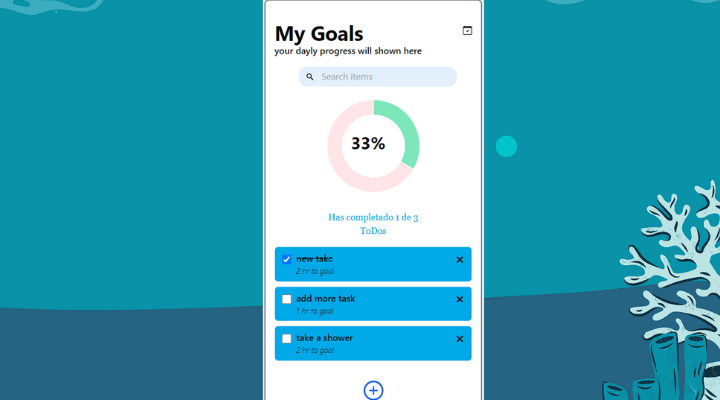 My Goals
your dayly progress will shown here
Search items
33%
Has completado 1 de 3
ToDos
new takc
2 hr to goal
add more task
1 hr to goal
take a shower
2 hr to goal